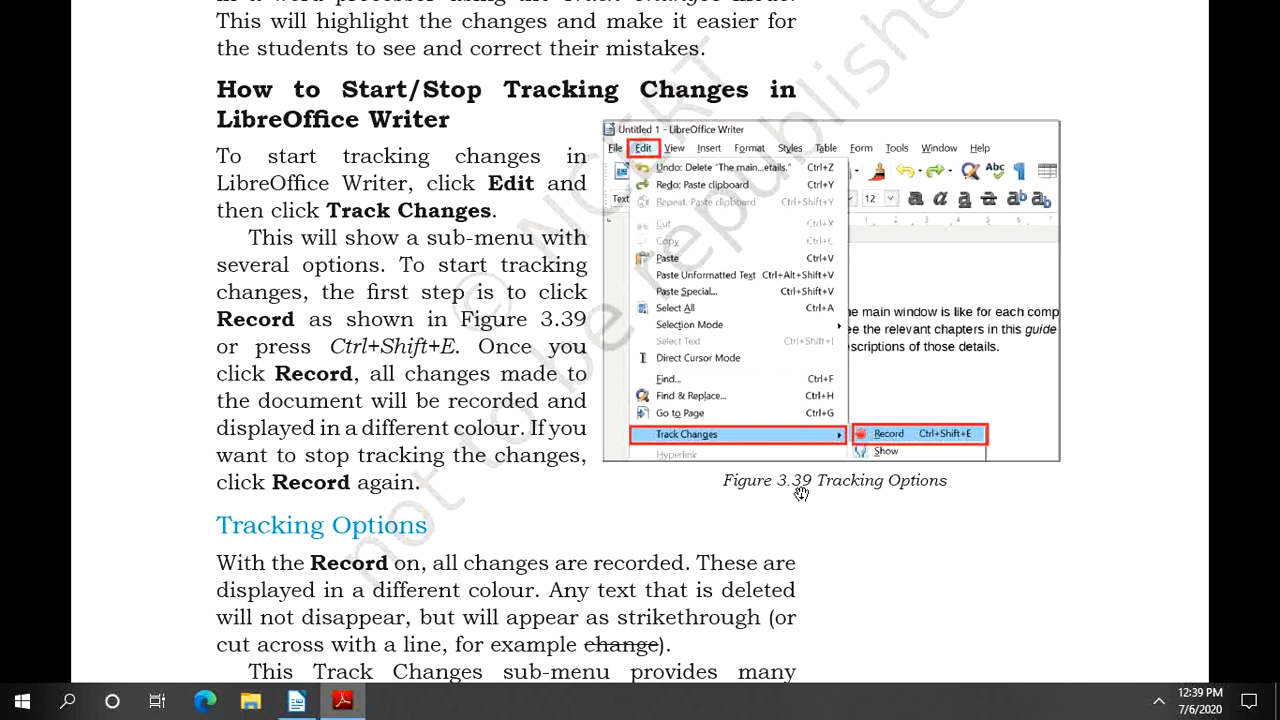 This will highlight the changes and make it easier for
the students to see and correct their mistakes.
How to Start/Stop Tracking Changes in
LibreOffice Writer
To start tracking changes in
LibreOffice Writer, click Edit and
then click Track Changes.
This will show a sub-menu with
several options. To start tracking
changes, the first step is to click
Record as shown in Figure 3.39
or press Ctrl+Shift+E. Once you
click Record, all changes made to
the document will be recorded and
displayed in a different colour. If you
want to stop tracking the changes,
click Record again.
Untitled 1 - LibreOffice Writer
File Edit View Insert Format Styles Table Form Tools Window Help
Undo: Delete "The main...etails." Ctrl+Z
Redo: Paste clipboard Ctrl+Y
Repeat: Paste clipboard Ctrl+Shift+Y
Cut Ctrl+X
Copy Ctrl+C
Paste Ctrl+V
Paste Unformatted Text Ctrl+Alt+Shift+V
Paste Special... Ctrl+Shift+V
Select All Ctrl+A
Selection Mode
Select Text Ctrl+Shift+I
Direct Cursor Mode
Find... Ctrl+F
Find & Replace... Ctrl+H
Go to Page Ctrl+G
Track Changes
Hyperlink
Record Ctrl+Shift+E
Show
Text
12
Abc
1 2 3 4 5 6 7
he main window is like for each comp
ee the relevant chapters in this guide
scriptions of those details.
Figure 3.39 Tracking Options
Tracking Options
With the Record on, all changes are recorded. These are
displayed in a different colour. Any text that is deleted
will not disappear, but will appear as strikethrough (or
cut across with a line, for example change).
This Track Changes sub-menu provides many
© NCERT
not to be republished
12:39 PM
7/6/2020